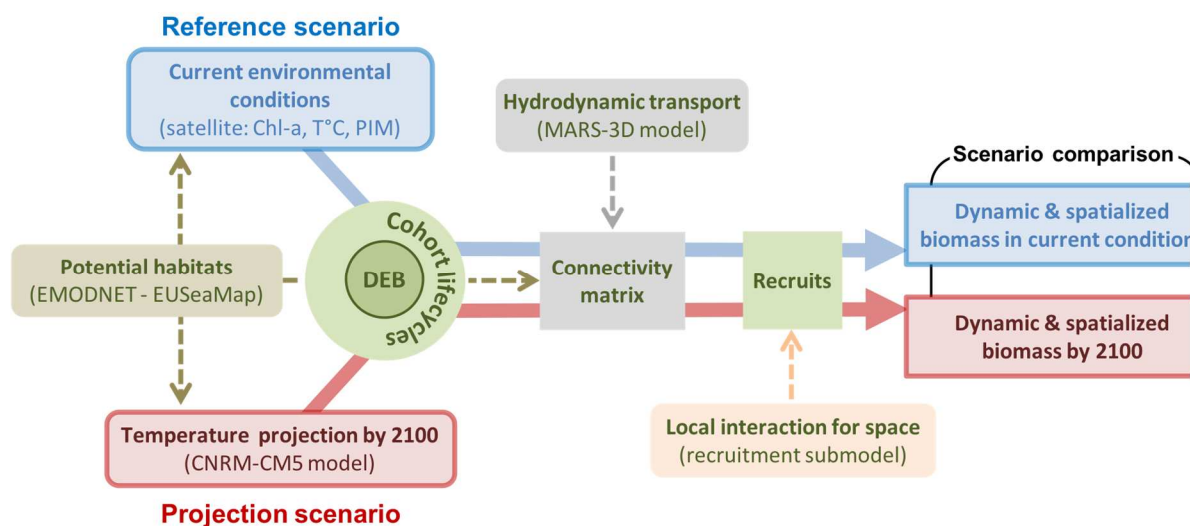 Reference scenario
Current environmental
conditions
(satellite: Chl-a, T°C, PIM)
Hydrodynamic transport
(MARS-3D model)
Scenario comparison
Dynamic & spatialized
biomass in current condition
Potential habitats
(EMODNET - EUSeaMap)
Cohort lifecycles
DEB
Connectivity
matrix
Recruits
Dynamic & spatialized
biomass by 2100
Temperature projection by 2100
(CNRM-CM5 model)
Local interaction for space
(recruitment submodel)
Projection scenario